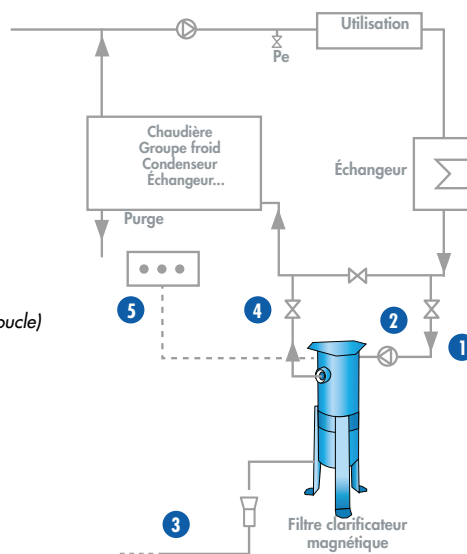 Utilisation
Pe
Chaudière
Groupe froid
Condenseur
Échangeur...
Échangeur
Purge
5
oucle)
4
2
1
3
Filtre clarificateur
magnétique